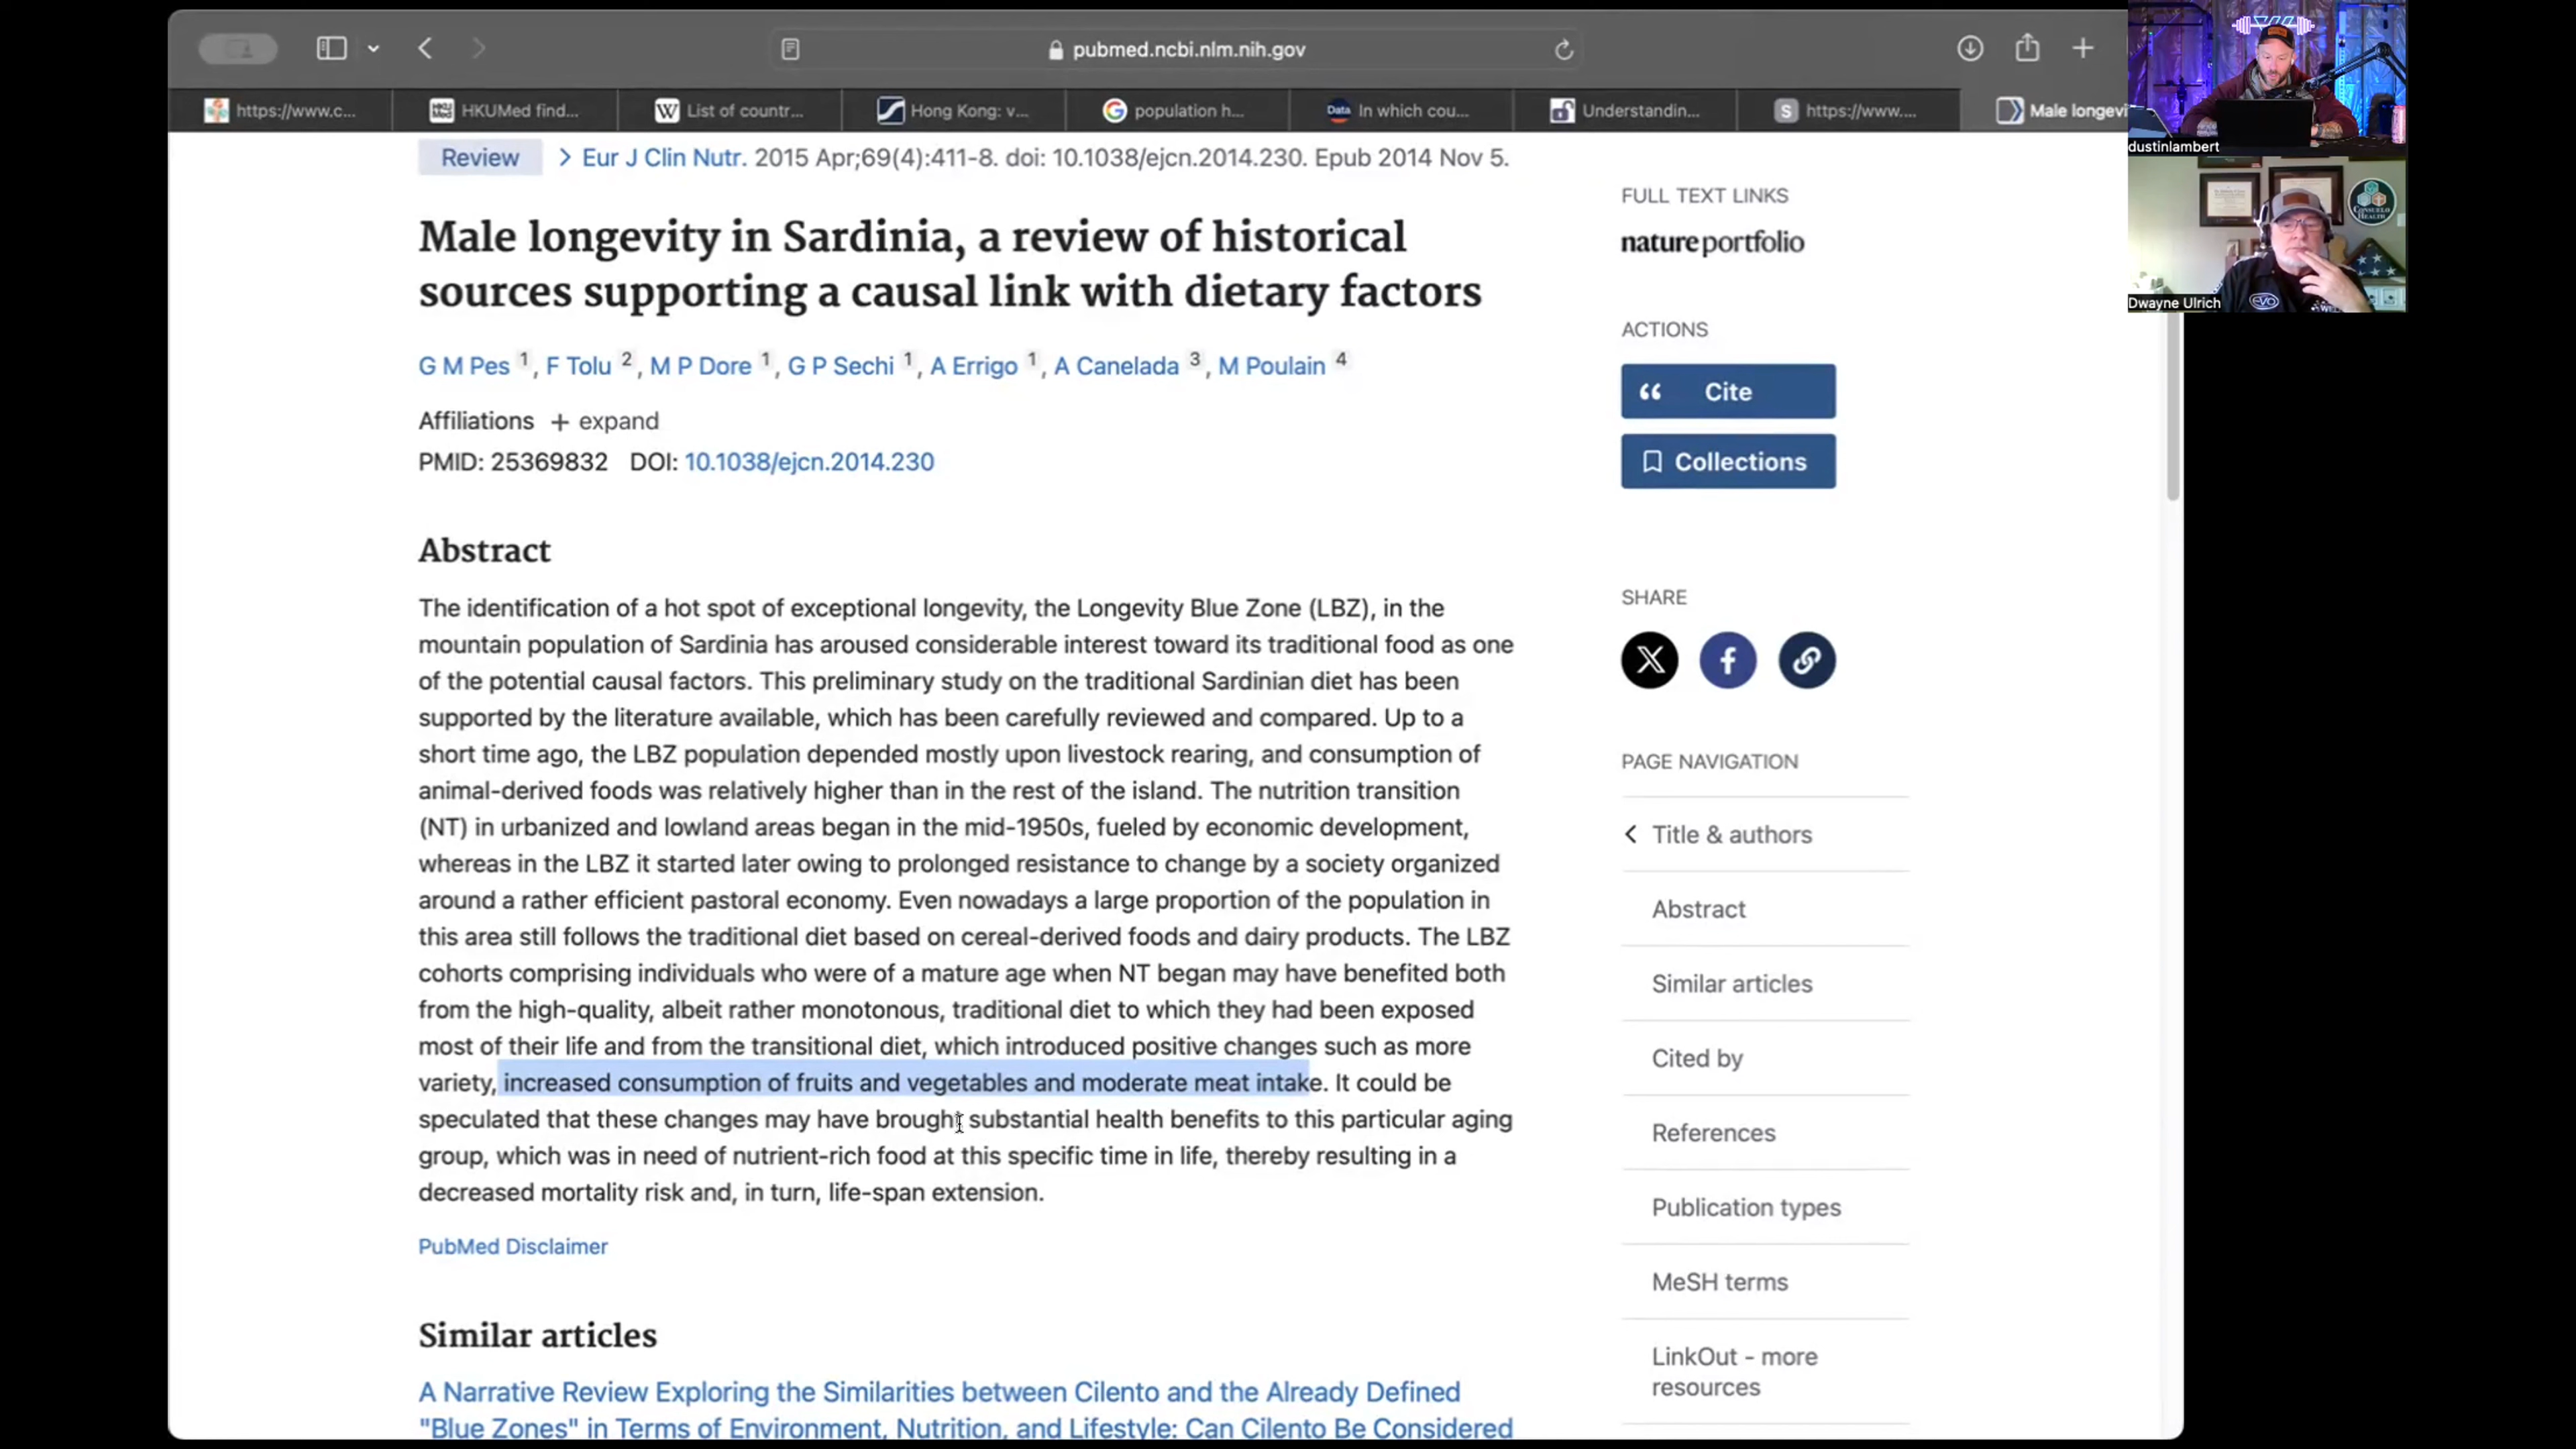 pubmed.ncbi.nlm.nih.gov
https://www.c...
HKUMed find...
List of countr...
Hong Kong: v...
population h...
In which cou...
Understandin...
https://www....
Male longevi
dustinlambert
CONSUELO HEALTH
EVO
Dwayne Ulrich
Review
Eur J Clin Nutr. 2015 Apr;69(4):411-8. doi: 10.1038/ejcn.2014.230. Epub 2014 Nov 5.
Male longevity in Sardinia, a review of historical
sources supporting a causal link with dietary factors
G M Pes 1, F Tolu 2, M P Dore 1, G P Sechi 1, A Errigo 1, A Canelada 3, M Poulain 4
Affiliations + expand
PMID: 25369832 DOI: 10.1038/ejcn.2014.230
Abstract
The identification of a hot spot of exceptional longevity, the Longevity Blue Zone (LBZ), in the
mountain population of Sardinia has aroused considerable interest toward its traditional food as one
of the potential causal factors. This preliminary study on the traditional Sardinian diet has been
supported by the literature available, which has been carefully reviewed and compared. Up to a
short time ago, the LBZ population depended mostly upon livestock rearing, and consumption of
animal-derived foods was relatively higher than in the rest of the island. The nutrition transition
(NT) in urbanized and lowland areas began in the mid-1950s, fueled by economic development,
whereas in the LBZ it started later owing to prolonged resistance to change by a society organized
around a rather efficient pastoral economy. Even nowadays a large proportion of the population in
this area still follows the traditional diet based on cereal-derived foods and dairy products. The LBZ
cohorts comprising individuals who were of a mature age when NT began may have benefited both
from the high-quality, albeit rather monotonous, traditional diet to which they had been exposed
most of their life and from the transitional diet, which introduced positive changes such as more
variety, increased consumption of fruits and vegetables and moderate meat intake. It could be
speculated that these changes may have brought substantial health benefits to this particular aging
group, which was in need of nutrient-rich food at this specific time in life, thereby resulting in a
decreased mortality risk and, in turn, life-span extension.
PubMed Disclaimer
Similar articles
A Narrative Review Exploring the Similarities between Cilento and the Already Defined
"Blue Zones" in Terms of Environment, Nutrition, and Lifestyle: Can Cilento Be Considered
FULL TEXT LINKS
nature portfolio
ACTIONS
Cite
Collections
SHARE
PAGE NAVIGATION
Title & authors
Abstract
Similar articles
Cited by
References
Publication types
MeSH terms
LinkOut - more
resources